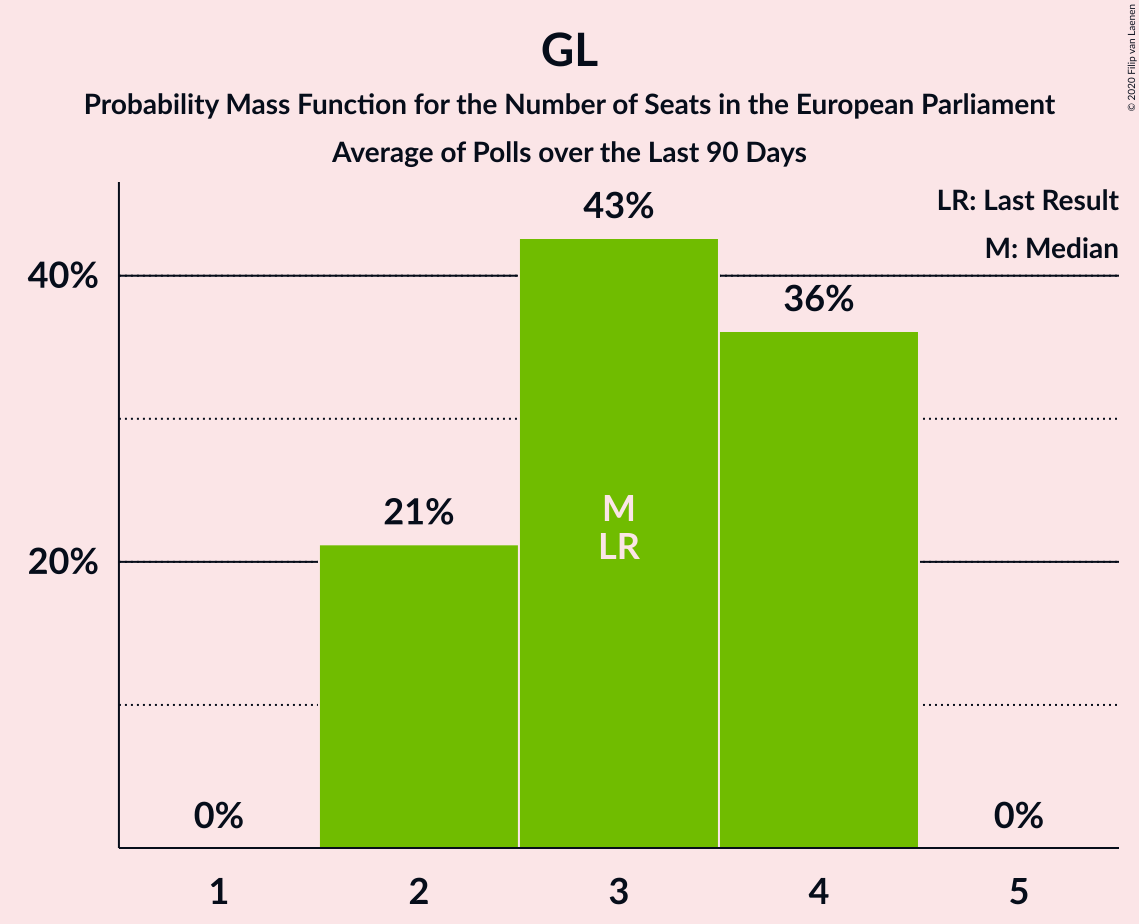 GL
Probability Mass Function for the Number of Seats in the European Parliament
Average of Polls over the Last 90 Days
© 2020 Filip van Laenen
LR: Last Result
M: Median
43%
40%
36%
21%
M
LR
20%
0%
0%
1
2
3
4
5